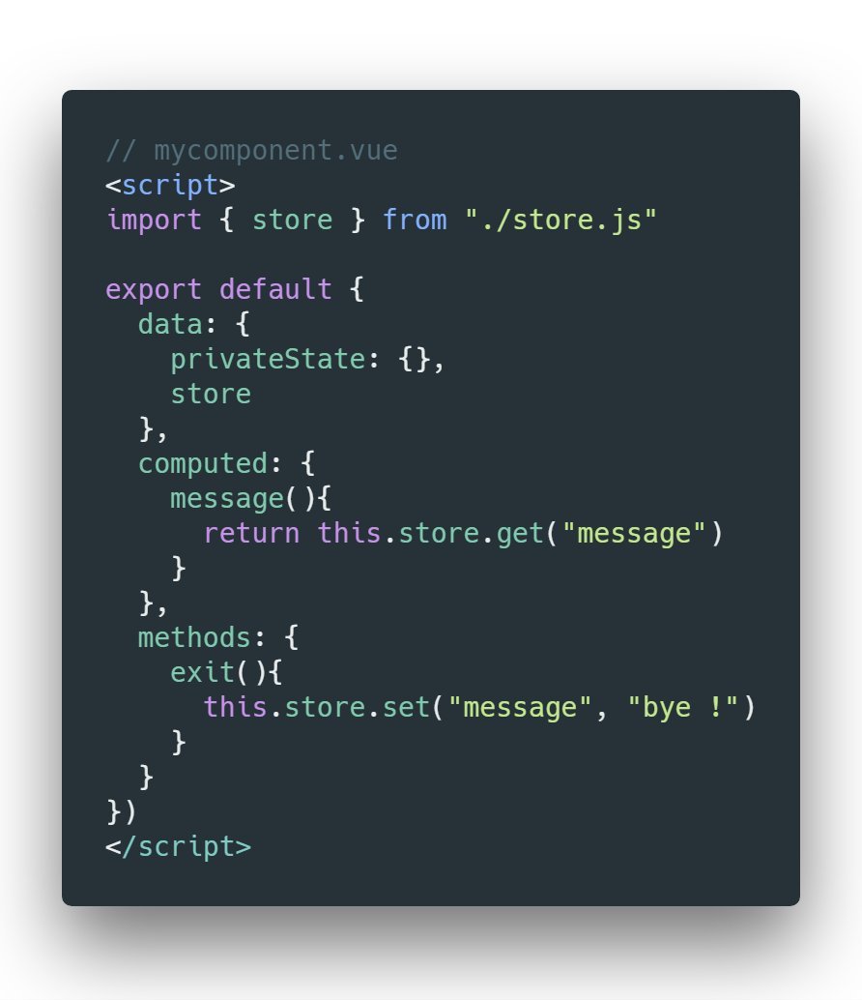 // mycomponent.vue
<script>
import { store } from "./store.js"

export default {
  data: {
    privateState: {},
    store
  },
  computed: {
    message(){
      return this.store.get("message")
    }
  },
  methods: {
    exit(){
      this.store.set("message", "bye !")
    }
  }
})
</script>